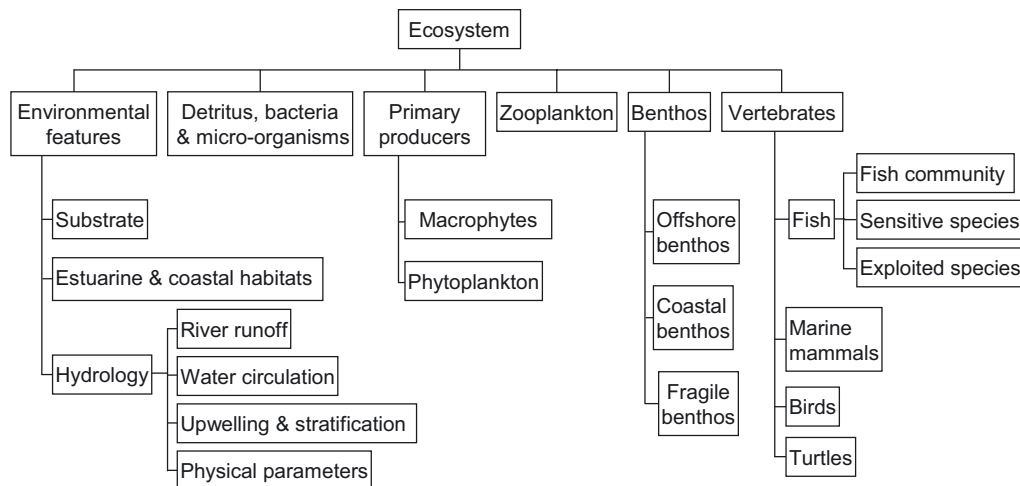 Ecosystem
Environmental
features
Detritus, bacteria
& micro-organisms
Primary
producers
Zooplankton
Benthos
Vertebrates
Substrate
Estuarine & coastal habitats
Hydrology
River runoff
Water circulation
Upwelling & stratification
Physical parameters
Macrophytes
Phytoplankton
Offshore
benthos
Coastal
benthos
Fragile
benthos
Fish
Fish community
Sensitive species
Exploited species
Marine
mammals
Birds
Turtles